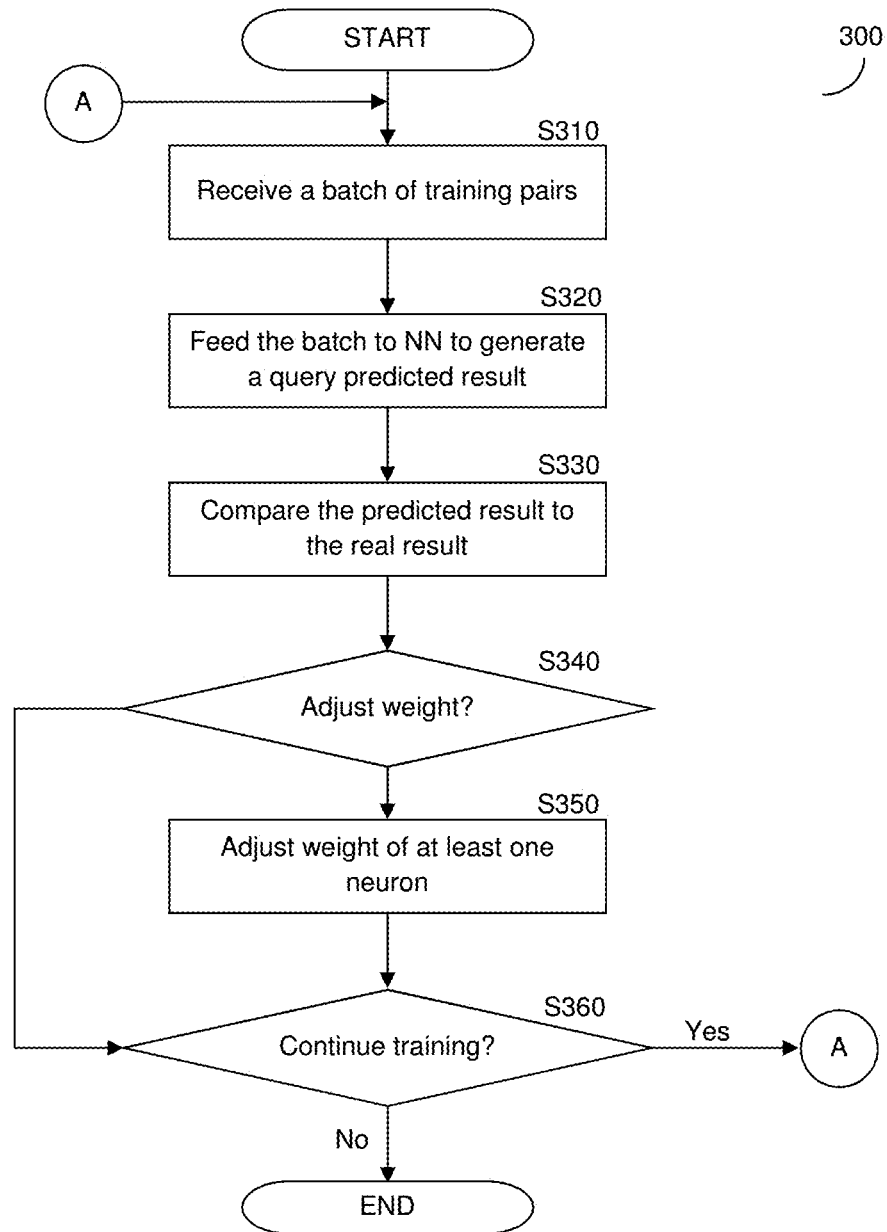 START
300
A
S310
Receive a batch of training pairs
S320
Feed the batch to NN to generate
a query predicted result
S330
Compare the predicted result to
the real result
S340
Adjust weight?
S350
Adjust weight of at least one
neuron
S360
Continue training?
Yes
A
No
END